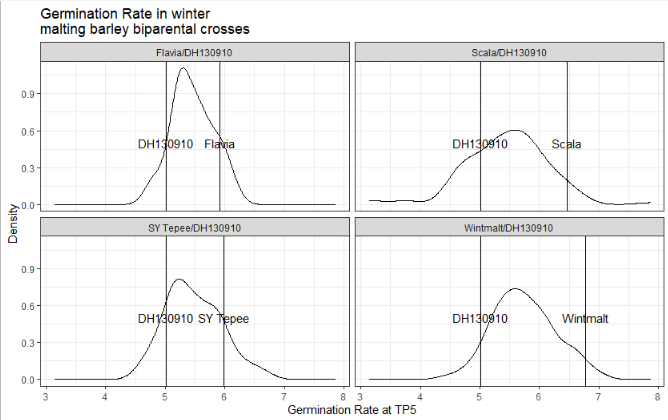 Germination Rate in winter
malting barley biparental crosses
Flavia/DH130910
Scala/DH130910
0.9
0.6
0.3
0.0
DH130910 Flavia
DH130910 Scala
SY Tepee/DH130910
Wintmalt/DH130910
0.9
0.6
0.3
0.0
DH130910 SY Tepee
DH130910 Wintmalt
Density
3 4 5 6 7 8
3 4 5 6 7 8
Germination Rate at TP5